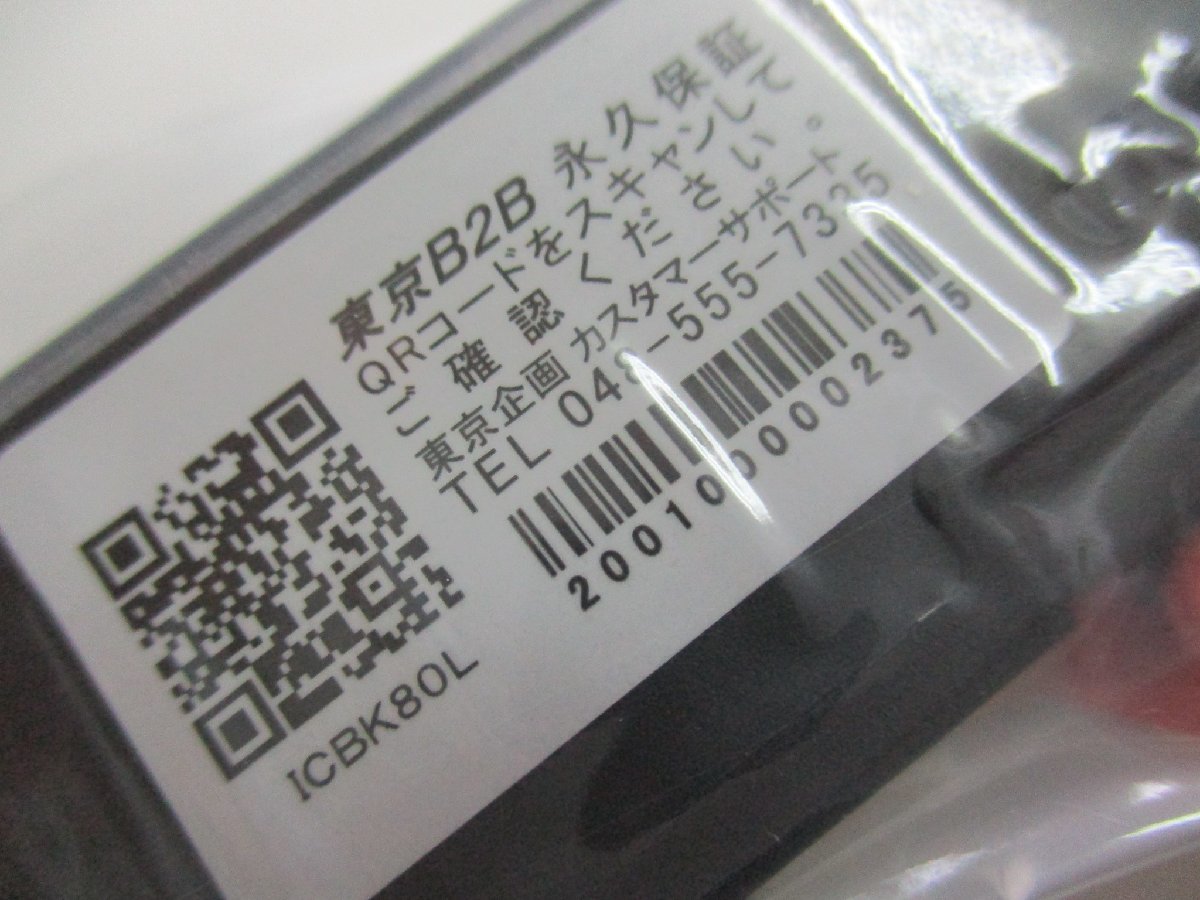 東京B2B 永久保証
QRコードをスキャンして
ご確認ください。
東京企画 カスタマーサポート
TEL 048-555-7335
2001000002375
ICBK80L